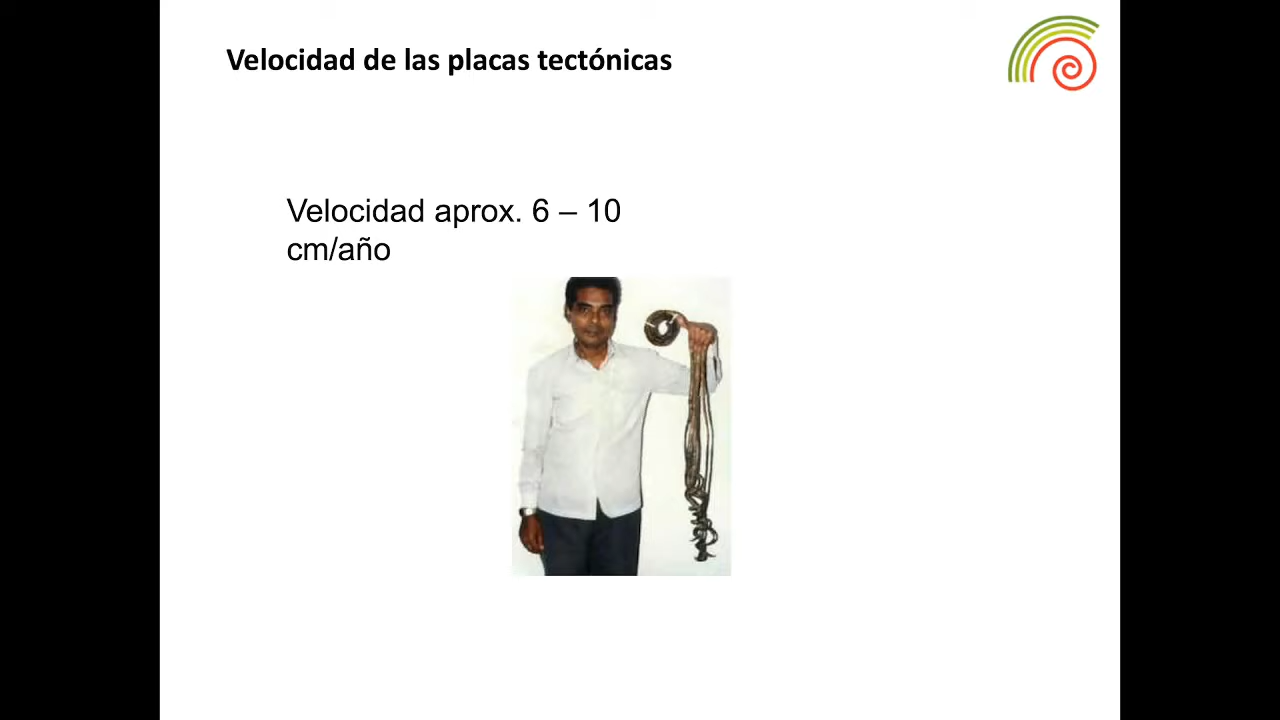 Velocidad de las placas tectónicas
Velocidad aprox. 6 – 10
cm/año